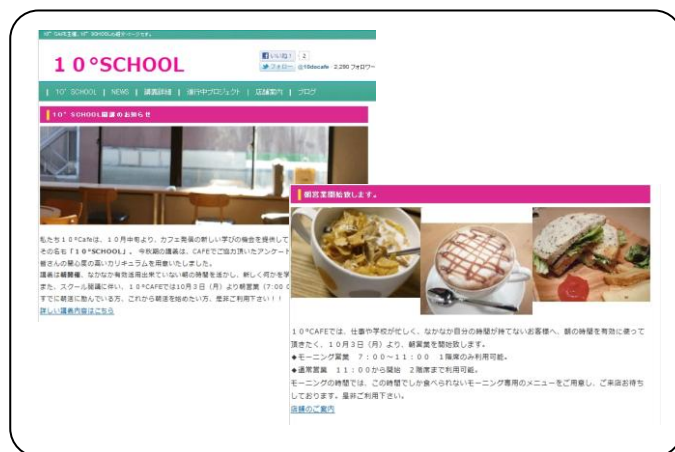 10° CAFE主催、10° SCHOOLの紹介ページです。
10°SCHOOL
いいね! 2
フォロー @10docafe · 2,290 フォロワー
| 10° SCHOOL | NEWS | 講義詳細 | 進行中プロジェクト | 店舗案内 | ブログ
10° SCHOOL開講のお知らせ
私たち10°Cafeは、10月中旬より、カフェ発信の新しい学びの機会を提供して
その名も「10°SCHOOL」。今秋期の講義は、CAFEでご協力頂いたアンケート
皆さんの関心度の高いカリキュラムを用意いたしました。
講義は朝開催、なかなか有効活用出来ていない朝の時間を活かし、新しく何かを学
また、スクール開講に伴い、10°CAFEでは10月3日(月)より朝営業(7:00
すでに朝活に励んでいる方、これから朝活を始めたい方、是非ご利用下さい!!
詳しい講義内容はこちら
朝営業開始致します。
10°CAFEでは、仕事や学校が忙しく、なかなか自分の時間が持てないお客様へ、朝の時間を有効に使って
頂きたく、10月3日(月)より、朝営業を開始致します。
◆モーニング営業 7:00~11:00 1階席のみ利用可能。
◆通常営業 11:00から開始 2階席まで利用可能。
モーニングの時間では、この時間でしか食べられないモーニング専用のメニューをご用意し、ご来店お待ち
しております。是非ご利用下さい。
店舗のご案内